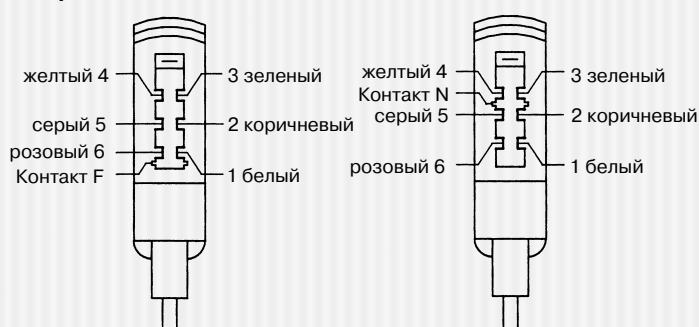 желтый 4
3 зеленый
серый 5
2 коричневый
розовый 6
Контакт F
1 белый
желтый 4
3 зеленый
Контакт N
серый 5
2 коричневый
розовый 6
1 белый